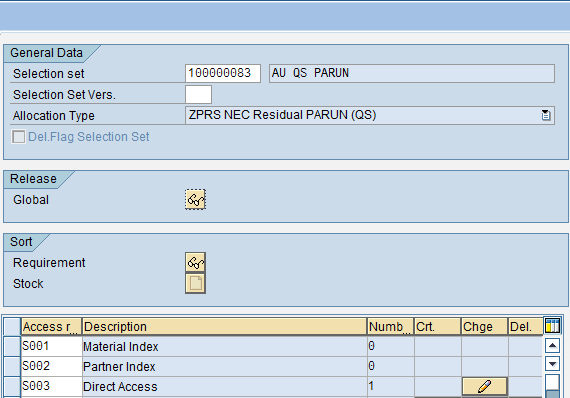 General Data
Selection set 100000083 AU QS PARUN
Selection Set Vers.
Allocation Type ZPRS NEC Residual PARUN (QS)
Del.Flag Selection Set
Release
Global
Sort
Requirement
Stock
Access r... Description Numb... Crt. Chge Del.
S001 Material Index 0
S002 Partner Index 0
S003 Direct Access 1